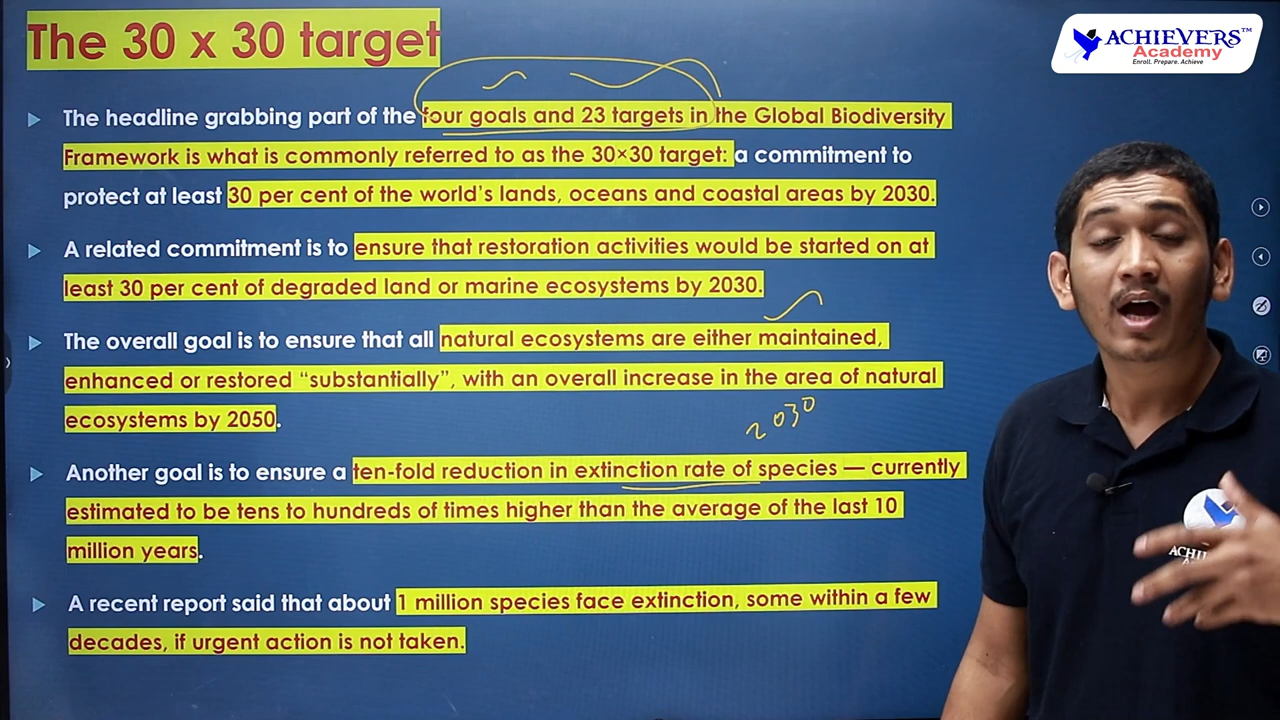 The 30 x 30 target
ACHIEVERS™
Academy
Enroll. Prepare. Achieve
The headline grabbing part of the four goals and 23 targets in the Global Biodiversity
Framework is what is commonly referred to as the 30×30 target: a commitment to
protect at least 30 per cent of the world's lands, oceans and coastal areas by 2030.
A related commitment is to ensure that restoration activities would be started on at
least 30 per cent of degraded land or marine ecosystems by 2030.
The overall goal is to ensure that all natural ecosystems are either maintained,
enhanced or restored “substantially”, with an overall increase in the area of natural
ecosystems by 2050.
2030
Another goal is to ensure a ten-fold reduction in extinction rate of species — currently
estimated to be tens to hundreds of times higher than the average of the last 10
million years.
A recent report said that about 1 million species face extinction, some within a few
decades, if urgent action is not taken.